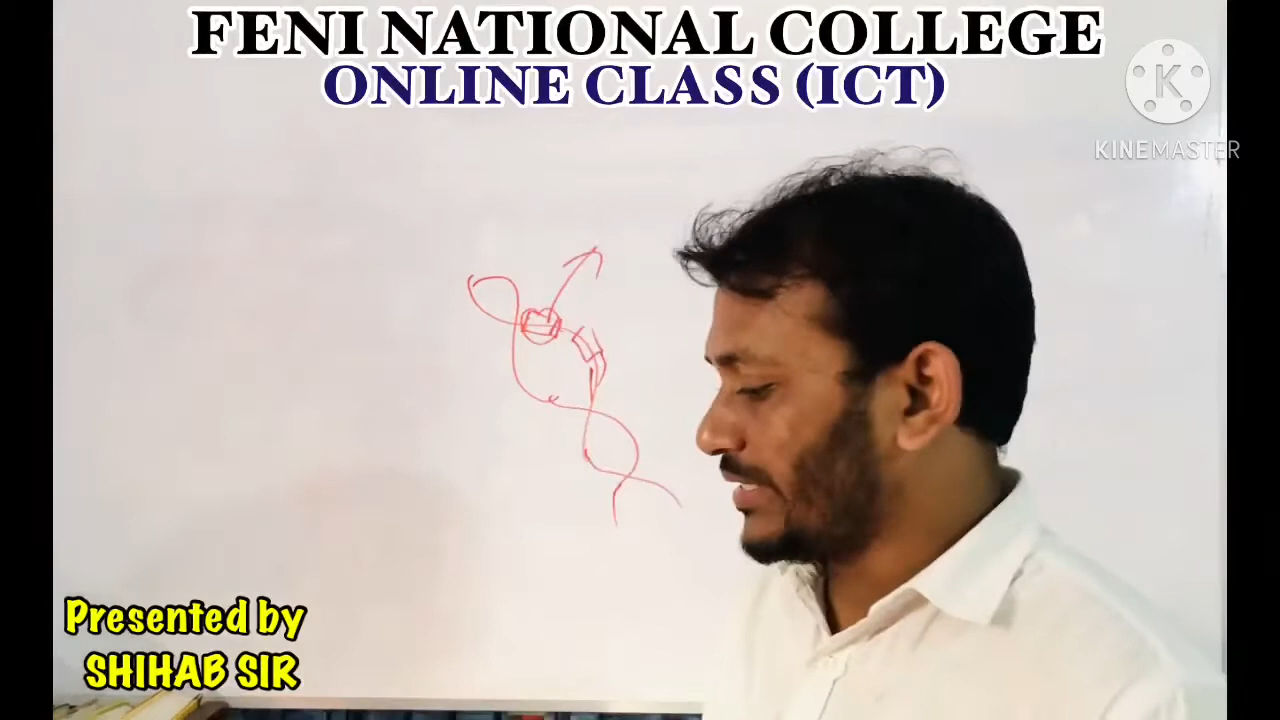 FENI NATIONAL COLLEGE
ONLINE CLASS (ICT)
K
KINEMASTER
Presented by
SHIHAB SIR